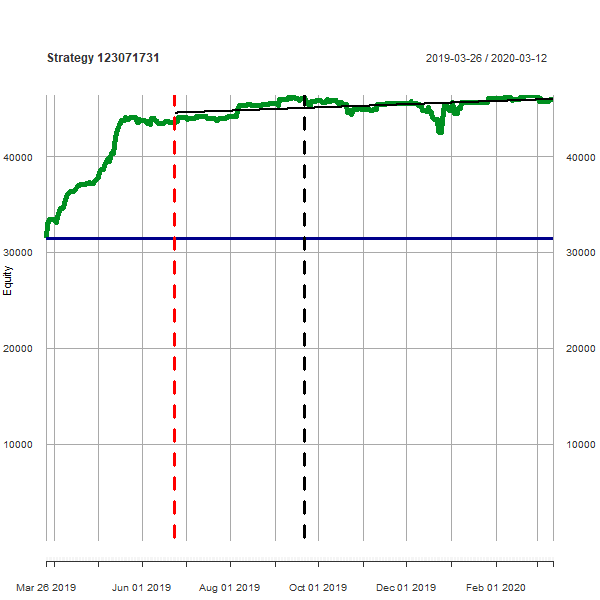 Strategy 123071731
2019-03-26 / 2020-03-12
40000
40000
30000
30000
Equity
20000
20000
10000
10000
Mar 26 2019
Jun 01 2019
Aug 01 2019
Oct 01 2019
Dec 01 2019
Feb 01 2020